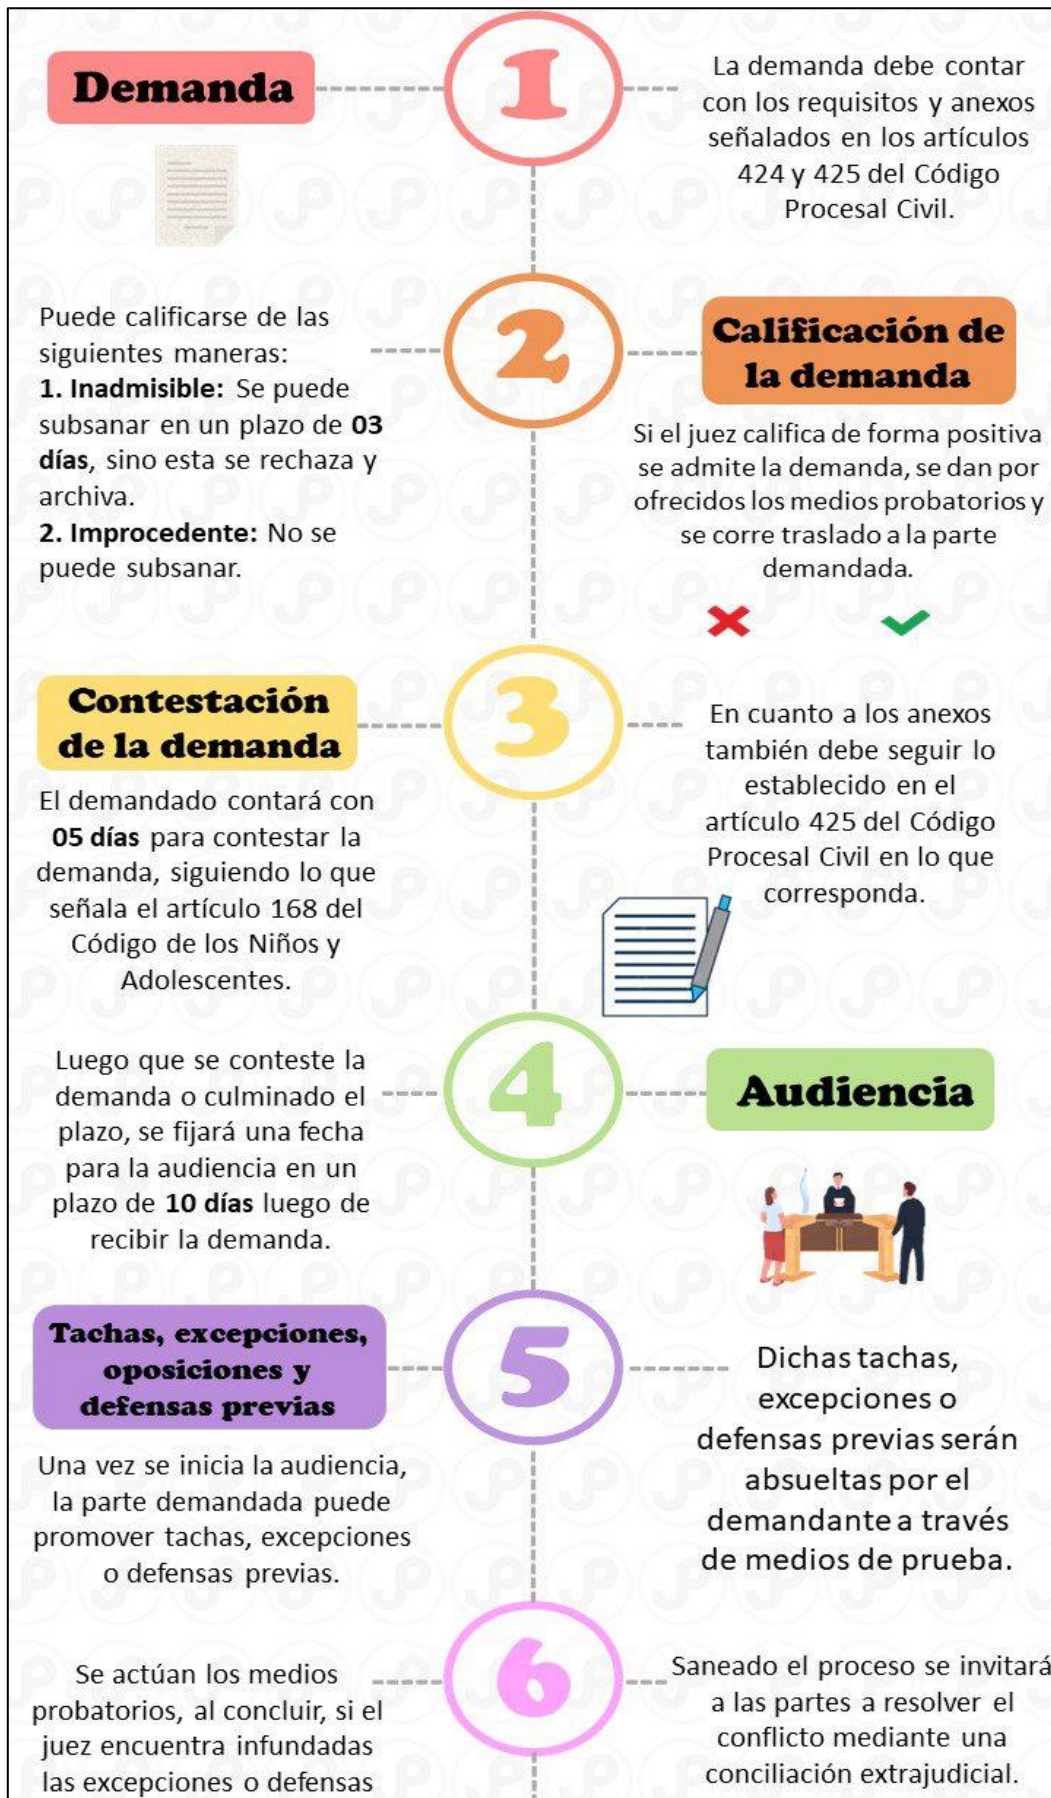 Demanda
1
La demanda debe contar
con los requisitos y anexos
señalados en los artículos
424 y 425 del Código
Procesal Civil.
Puede calificarse de las
siguientes maneras:
1. Inadmisible: Se puede
subsanar en un plazo de 03
días, sino esta se rechaza y
archiva.
2. Improcedente: No se
puede subsanar.
2
Calificación de
la demanda
Si el juez califica de forma positiva
se admite la demanda, se dan por
ofrecidos los medios probatorios y
se corre traslado a la parte
demandada.
Contestación
de la demanda
El demandado contará con
05 días para contestar la
demanda, siguiendo lo que
señala el artículo 168 del
Código de los Niños y
Adolescentes.
3
En cuanto a los anexos
también debe seguir lo
establecido en el
artículo 425 del Código
Procesal Civil en lo que
corresponda.
Luego que se conteste la
demanda o culminado el
plazo, se fijará una fecha
para la audiencia en un
plazo de 10 días luego de
recibir la demanda.
4
Audiencia
Tachas, excepciones,
oposiciones y
defensas previas
Una vez se inicia la audiencia,
la parte demandada puede
promover tachas, excepciones
o defensas previas.
5
Dichas tachas,
excepciones o
defensas previas serán
absueltas por el
demandante a través
de medios de prueba.
Se actúan los medios
probatorios, al concluir, si el
juez encuentra infundadas
las excepciones o defensas
6
Saneado el proceso se invitará
a las partes a resolver el
conflicto mediante una
conciliación extrajudicial.